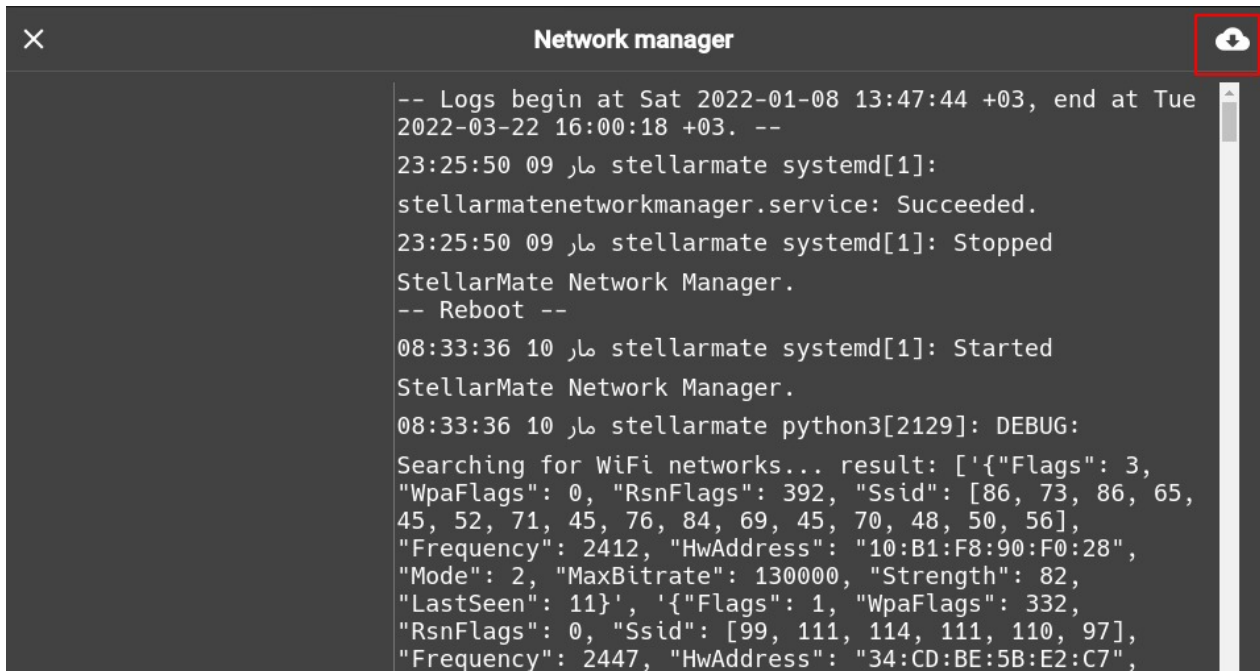 Network manager
-- Logs begin at Sat 2022-01-08 13:47:44 +03, end at Tue
2022-03-22 16:00:18 +03. --
23:25:50 09 مار stellarmate systemd[1]:
stellarmatenetworkmanager.service: Succeeded.
23:25:50 09 مار stellarmate systemd[1]: Stopped
StellarMate Network Manager.
-- Reboot --
08:33:36 10 مار stellarmate systemd[1]: Started
StellarMate Network Manager.
08:33:36 10 مار stellarmate python3[2129]: DEBUG:
Searching for WiFi networks... result: ['{"Flags": 3,
"WpaFlags": 0, "RsnFlags": 392, "Ssid": [86, 73, 86, 65,
45, 52, 71, 45, 76, 84, 69, 45, 70, 48, 50, 56],
"Frequency": 2412, "HwAddress": "10:B1:F8:90:F0:28",
"Mode": 2, "MaxBitrate": 130000, "Strength": 82,
"LastSeen": 11}', '{"Flags": 1, "WpaFlags": 332,
"RsnFlags": 0, "Ssid": [99, 111, 114, 111, 110, 97],
"Frequency": 2447, "HwAddress": "34:CD:BE:5B:E2:C7",